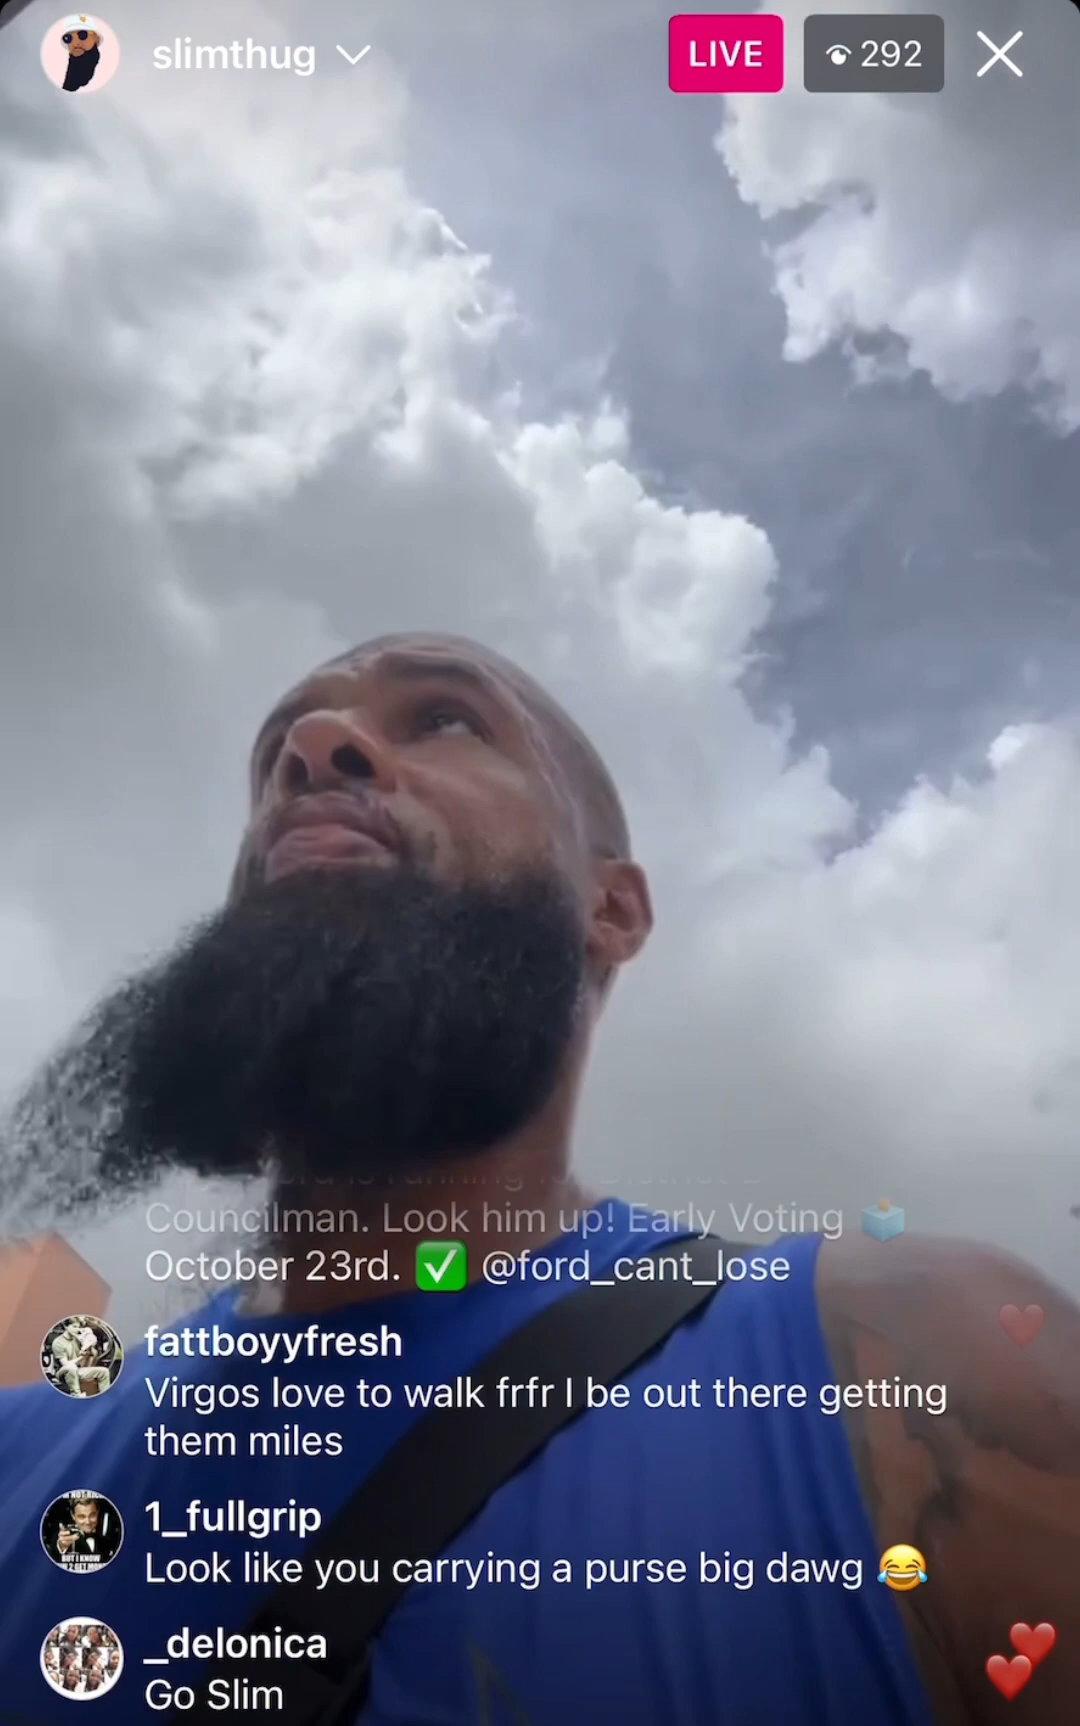 slimthug
LIVE
292
Councilman. Look him up! Early Voting 🗳️
October 23rd. ✅ @ford_cant_lose
fattboyyfresh
Virgos love to walk frfr I be out there getting
them miles
1_fullgrip
Look like you carrying a purse big dawg 😂
_delonica
Go Slim